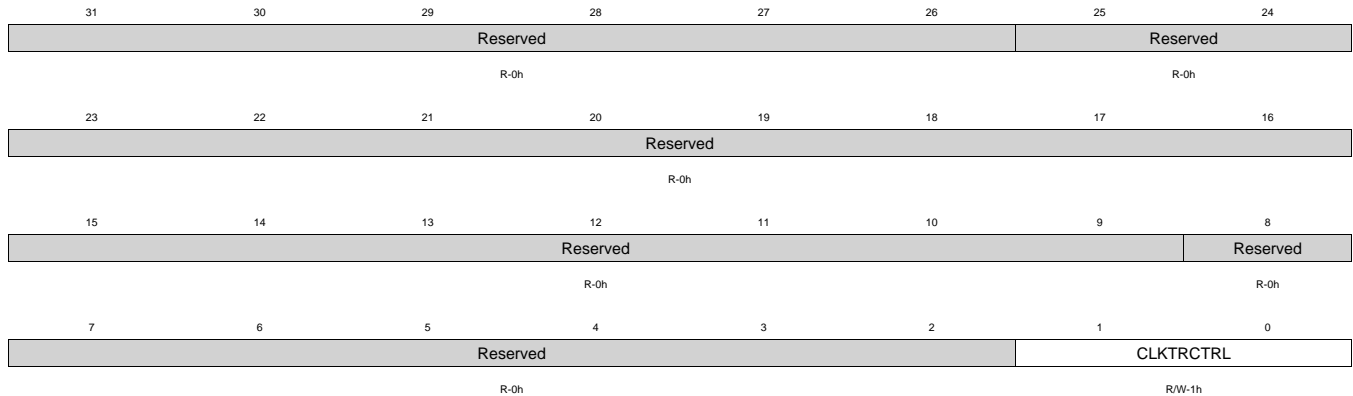 31 30 29 28 27 26 25 24
Reserved Reserved
R-0h R-0h
23 22 21 20 19 18 17 16
Reserved
R-0h
15 14 13 12 11 10 9 8
Reserved Reserved
R-0h R-0h
7 6 5 4 3 2 1 0
Reserved CLKTRCTRL
R-0h R/W-1h